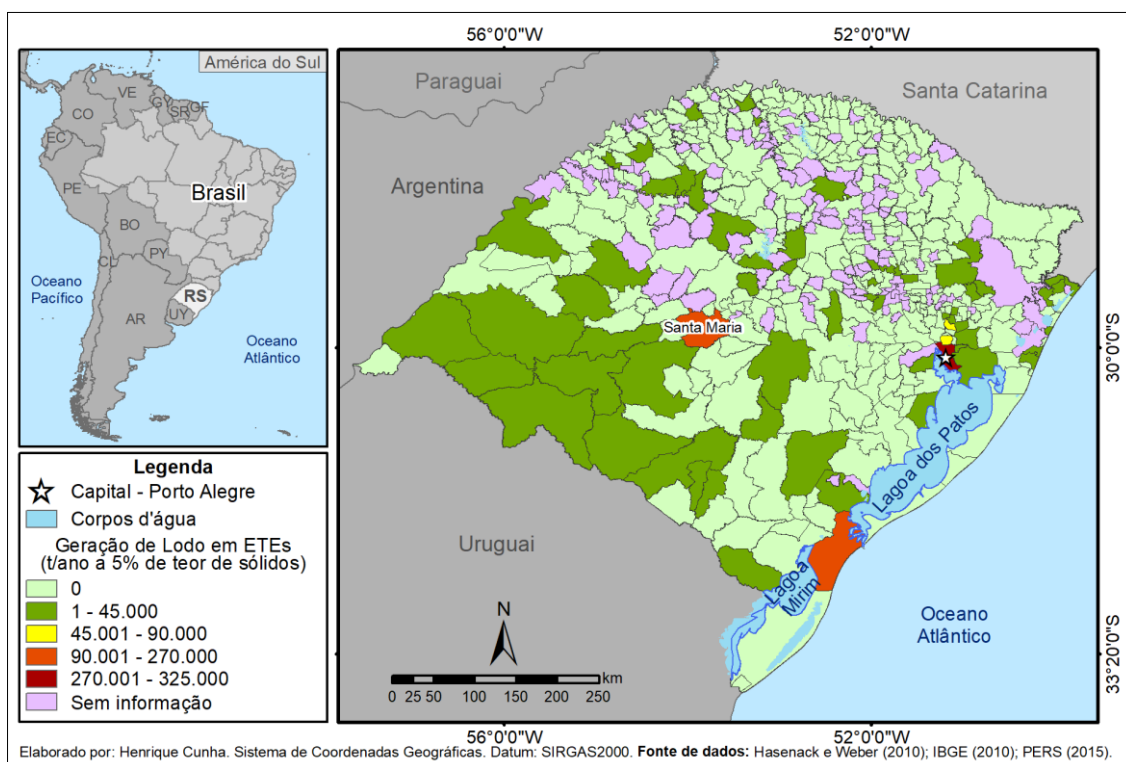 América do Sul
VE
GY
SR
GF
CO
EC
PE
Brasil
BO
PY
CL
RS
AR
UY
Oceano
Pacífico
Oceano
Atlântico
Legenda
Capital - Porto Alegre
Corpos d'água
Geração de Lodo em ETEs
(t/ano a 5% de teor de sólidos)
0
1 - 45.000
45.001 - 90.000
90.001 - 270.000
270.001 - 325.000
Sem informação
56°0'0"W
52°0'0"W
Paraguai
Santa Catarina
Argentina
Santa Maria
30°0'0"S
Lagoa dos Patos
Uruguai
Lagoa
Mirim
Oceano
Atlântico
N
km
0 25 50 100 150 200 250
33°20'0"S
56°0'0"W
52°0'0"W
Elaborado por: Henrique Cunha. Sistema de Coordenadas Geográficas. Datum: SIRGAS2000. Fonte de dados: Hasenack e Weber (2010); IBGE (2010); PERS (2015).